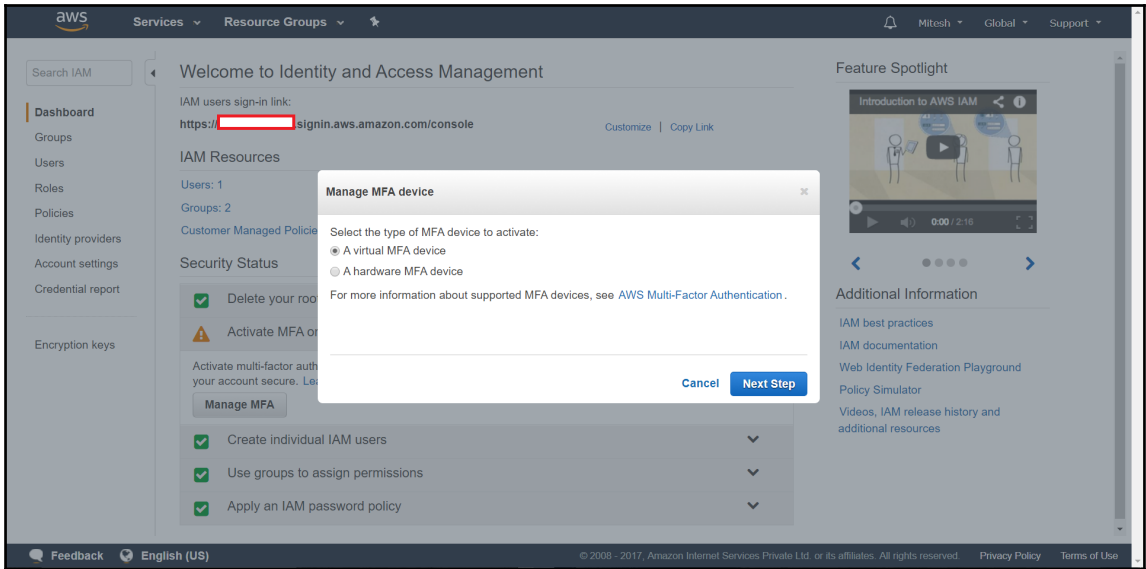 aws
Services
Resource Groups
Mitesh
Global
Support
Search IAM
Dashboard
Groups
Users
Roles
Policies
Identity providers
Account settings
Credential report
Encryption keys
Welcome to Identity and Access Management
IAM users sign-in link:
https:// .signin.aws.amazon.com/console
Customize | Copy Link
IAM Resources
Users: 1
Groups: 2
Customer Managed
Security Status
Delete your
Activate MFA
Activate multi-factor
your account secure.
Manage MFA
Create individual IAM users
Use groups to assign permissions
Apply an IAM password policy
Manage MFA device
Select the type of MFA device to activate:
A virtual MFA device
A hardware MFA device
For more information about supported MFA devices, see AWS Multi-Factor Authentication.
Cancel
Next Step
Feature Spotlight
Introduction to AWS IAM
0:00 / 2:16
Additional Information
IAM best practices
IAM documentation
Web Identity Federation Playground
Policy Simulator
Videos, IAM release history and
additional resources
Feedback
English (US)
© 2008 - 2017, Amazon Internet Services Private Ltd. or its affiliates. All rights reserved.
Privacy Policy
Terms of Use